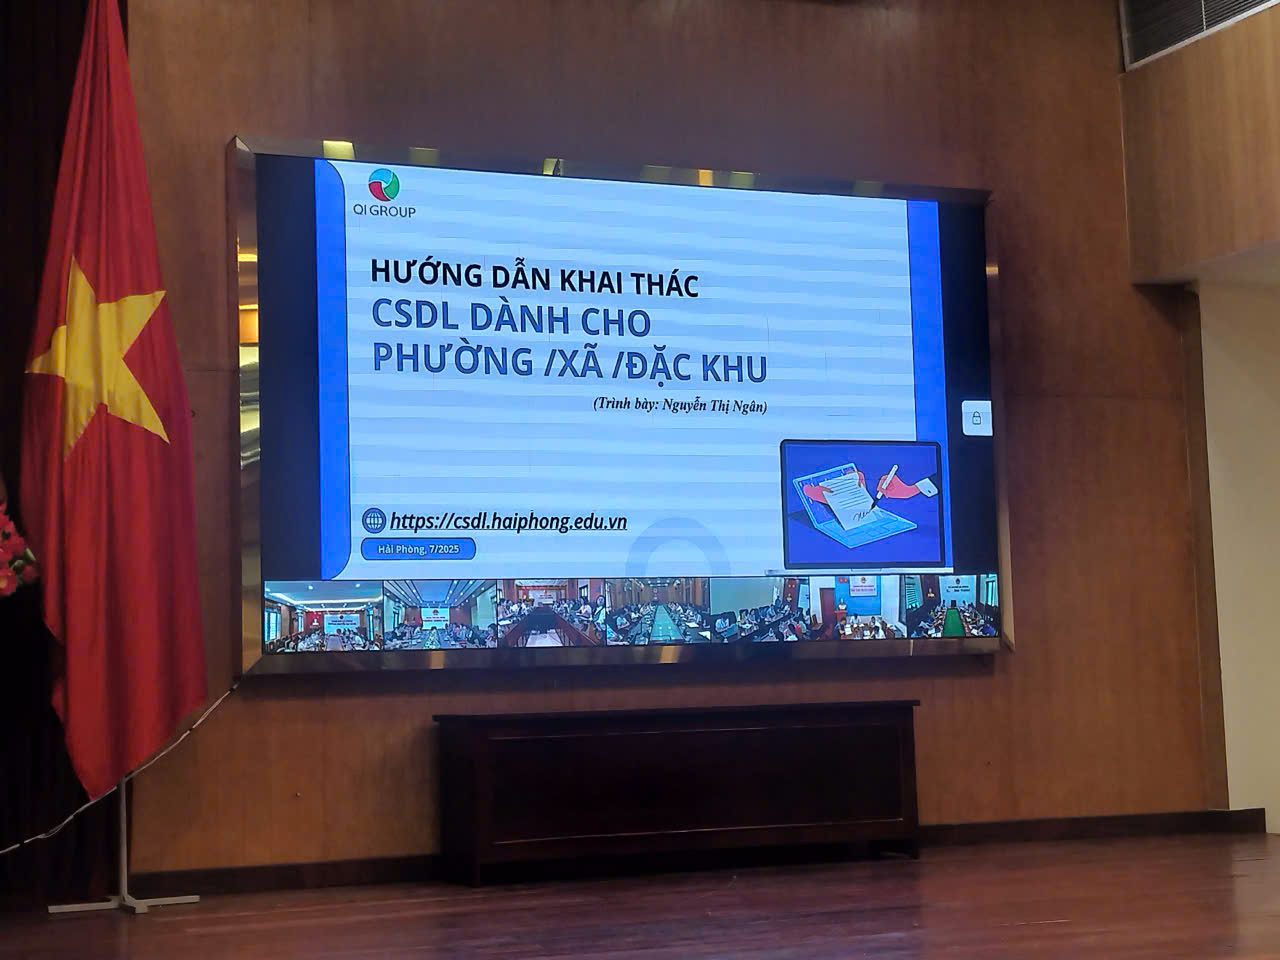 QI GROUP
HƯỚNG DẪN KHAI THÁC
CSDL DÀNH CHO
PHƯỜNG /XÃ /ĐẶC KHU
(Trình bày: Nguyễn Thị Ngân)
https://csdl.haiphong.edu.vn
Hải Phòng, 7/2025